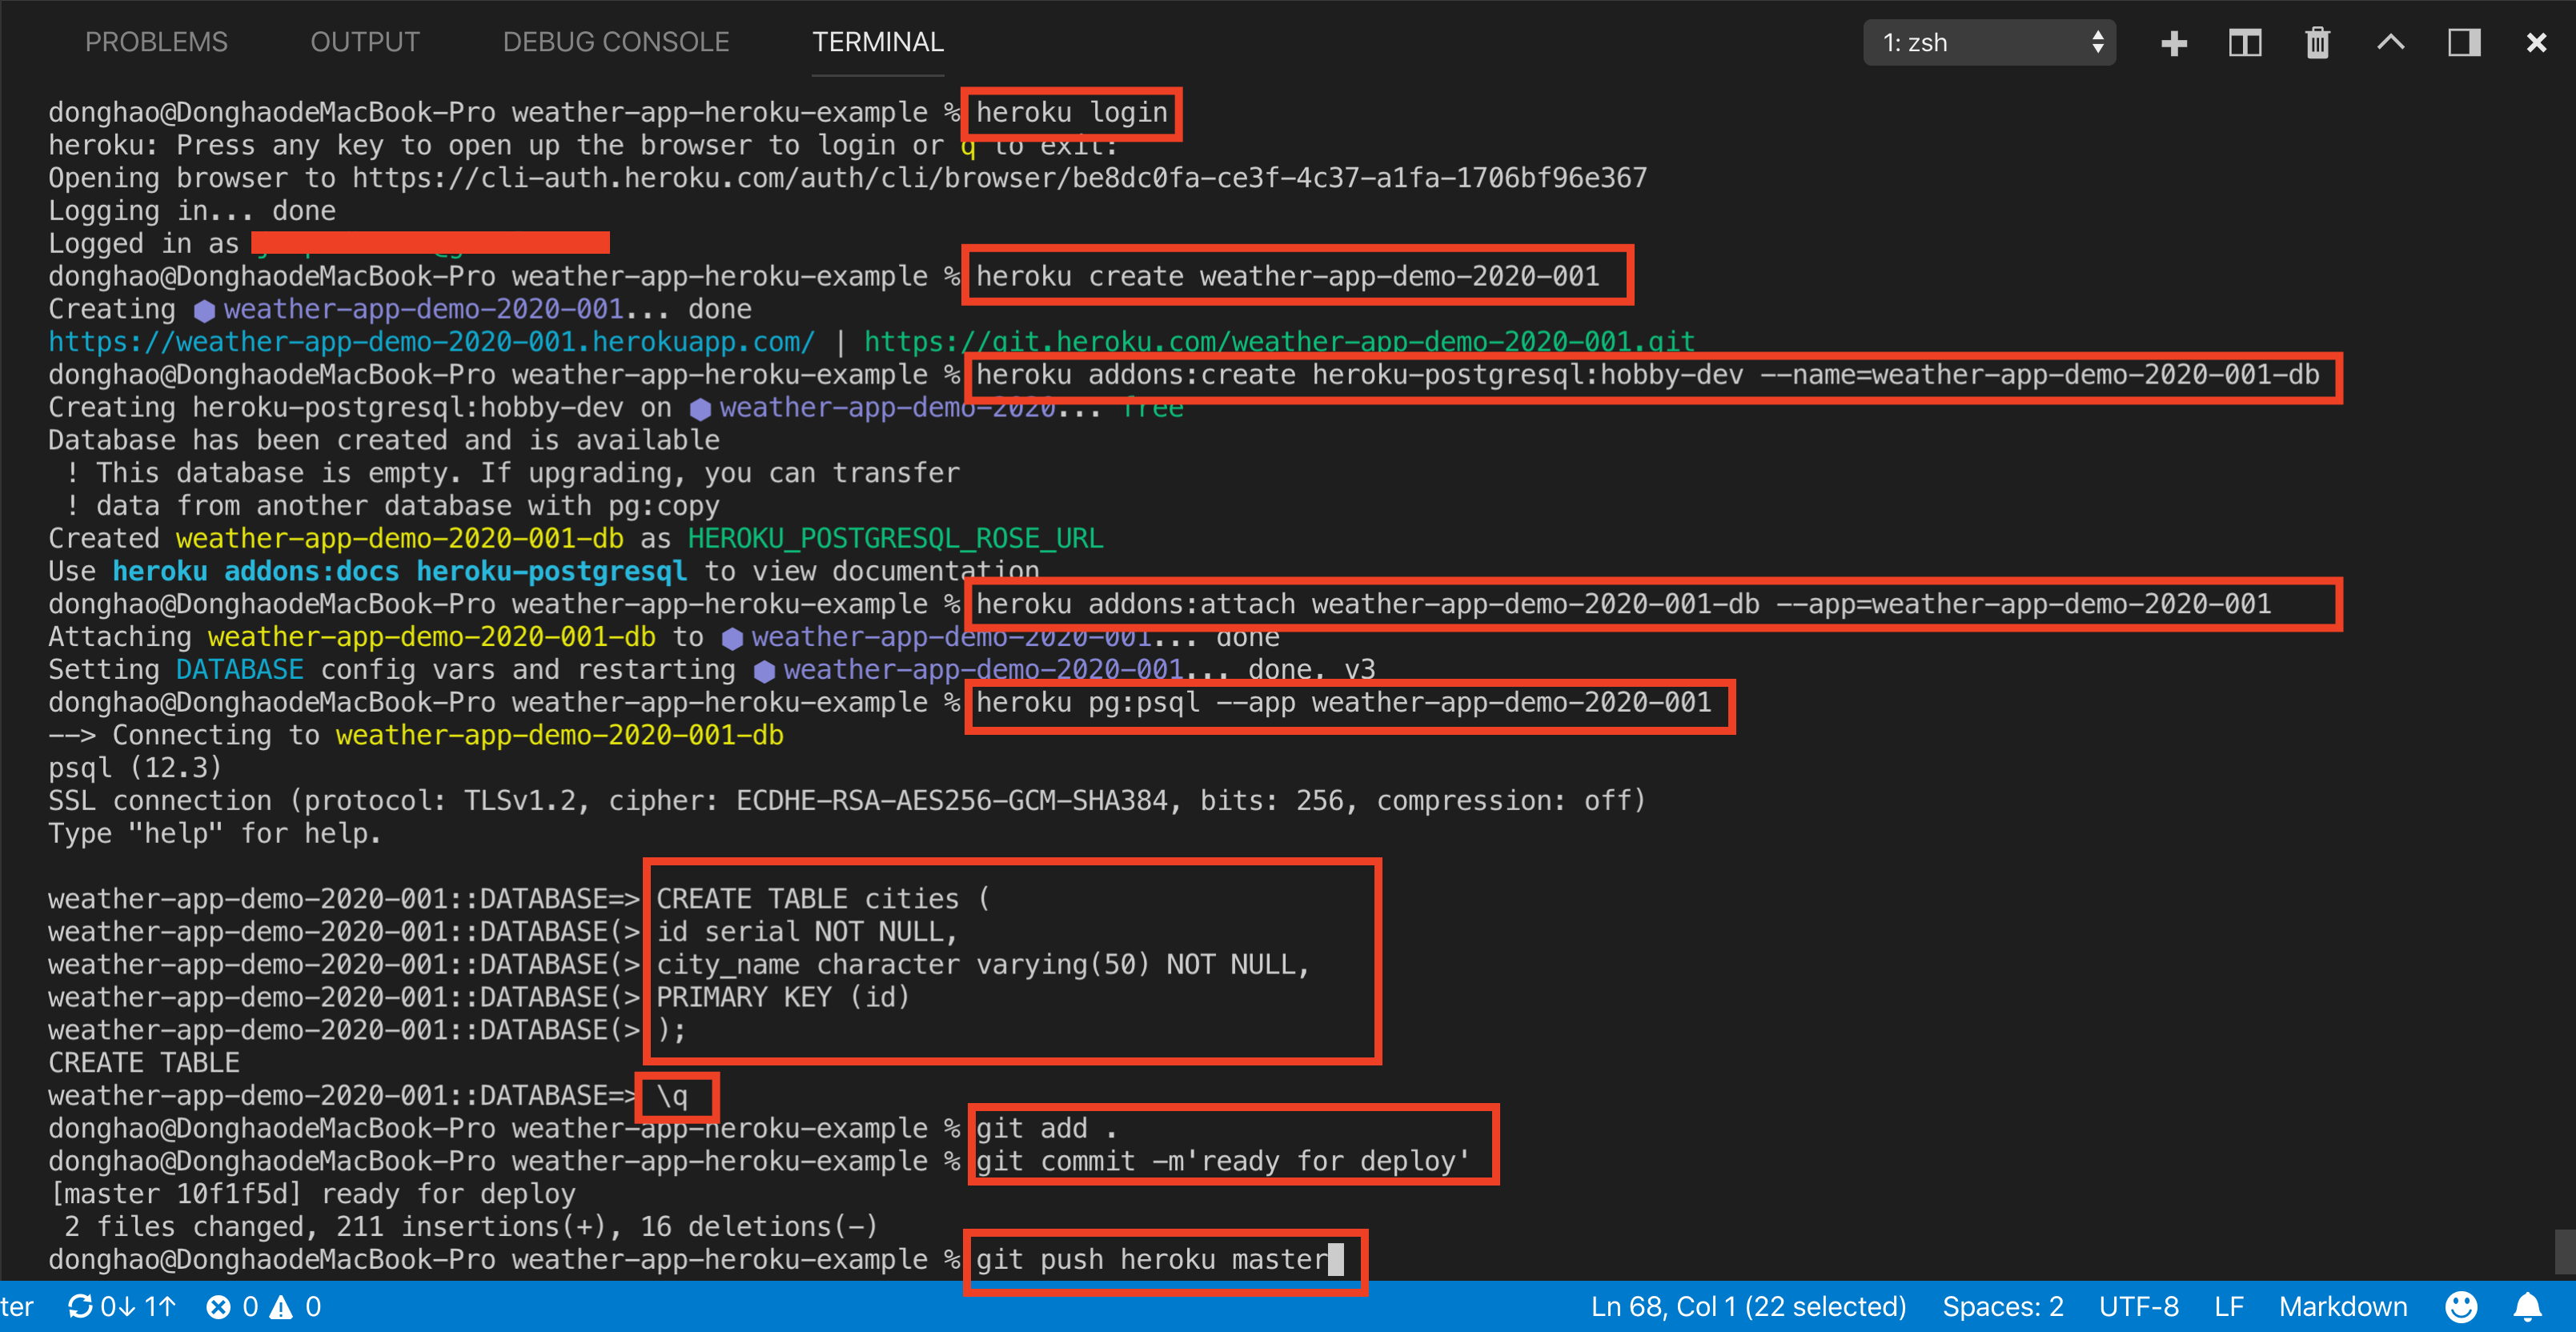 PROBLEMS OUTPUT DEBUG CONSOLE TERMINAL 1: zsh
donghao@DonghaodeMacBook-Pro weather-app-heroku-example % heroku login
heroku: Press any key to open up the browser to login or q to exit:
Opening browser to https://cli-auth.heroku.com/auth/cli/browser/be8dc0fa-ce3f-4c37-a1fa-1706bf96e367
Logging in... done
Logged in as
donghao@DonghaodeMacBook-Pro weather-app-heroku-example % heroku create weather-app-demo-2020-001
Creating ⬢ weather-app-demo-2020-001... done
https://weather-app-demo-2020-001.herokuapp.com/ | https://git.heroku.com/weather-app-demo-2020-001.git
donghao@DonghaodeMacBook-Pro weather-app-heroku-example % heroku addons:create heroku-postgresql:hobby-dev --name=weather-app-demo-2020-001-db
Creating heroku-postgresql:hobby-dev on ⬢ weather-app-demo-2020... free
Database has been created and is available
! This database is empty. If upgrading, you can transfer
! data from another database with pg:copy
Created weather-app-demo-2020-001-db as HEROKU_POSTGRESQL_ROSE_URL
Use heroku addons:docs heroku-postgresql to view documentation
donghao@DonghaodeMacBook-Pro weather-app-heroku-example % heroku addons:attach weather-app-demo-2020-001-db --app=weather-app-demo-2020-001
Attaching weather-app-demo-2020-001-db to ⬢ weather-app-demo-2020-001... done
Setting DATABASE config vars and restarting ⬢ weather-app-demo-2020-001... done, v3
donghao@DonghaodeMacBook-Pro weather-app-heroku-example % heroku pg:psql --app weather-app-demo-2020-001
--> Connecting to weather-app-demo-2020-001-db
psql (12.3)
SSL connection (protocol: TLSv1.2, cipher: ECDHE-RSA-AES256-GCM-SHA384, bits: 256, compression: off)
Type "help" for help.
weather-app-demo-2020-001::DATABASE=> CREATE TABLE cities (
weather-app-demo-2020-001::DATABASE(> id serial NOT NULL,
weather-app-demo-2020-001::DATABASE(> city_name character varying(50) NOT NULL,
weather-app-demo-2020-001::DATABASE(> PRIMARY KEY (id)
weather-app-demo-2020-001::DATABASE(> );
CREATE TABLE
weather-app-demo-2020-001::DATABASE=> \q
donghao@DonghaodeMacBook-Pro weather-app-heroku-example % git add .
donghao@DonghaodeMacBook-Pro weather-app-heroku-example % git commit -m'ready for deploy'
[master 10f1f5d] ready for deploy
2 files changed, 211 insertions(+), 16 deletions(-)
donghao@DonghaodeMacBook-Pro weather-app-heroku-example % git push heroku master
ter 0↓ 1↑ 0 0 Ln 68, Col 1 (22 selected) Spaces: 2 UTF-8 LF Markdown